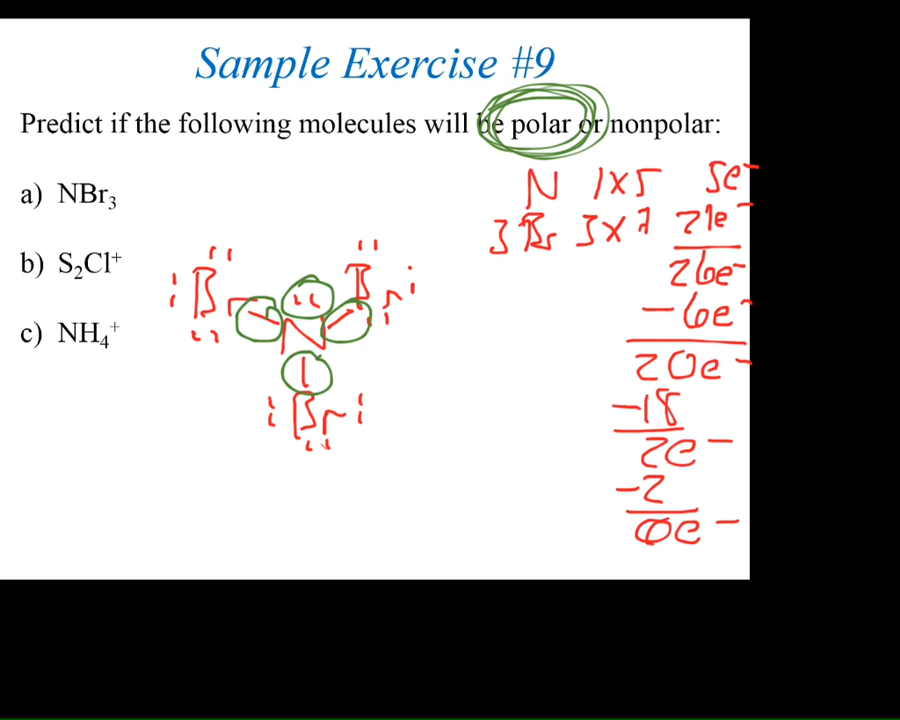 Sample Exercise #9
Predict if the following molecules will be polar or nonpolar:
a) NBr₃
b) S₂Cl⁺
c) NH₄⁺
N 1x5 5e⁻
3 Br 3x7 21e⁻
26e⁻
-6e⁻
20e⁻
-18
2e⁻
-2
0e⁻
Br Br
N
Br